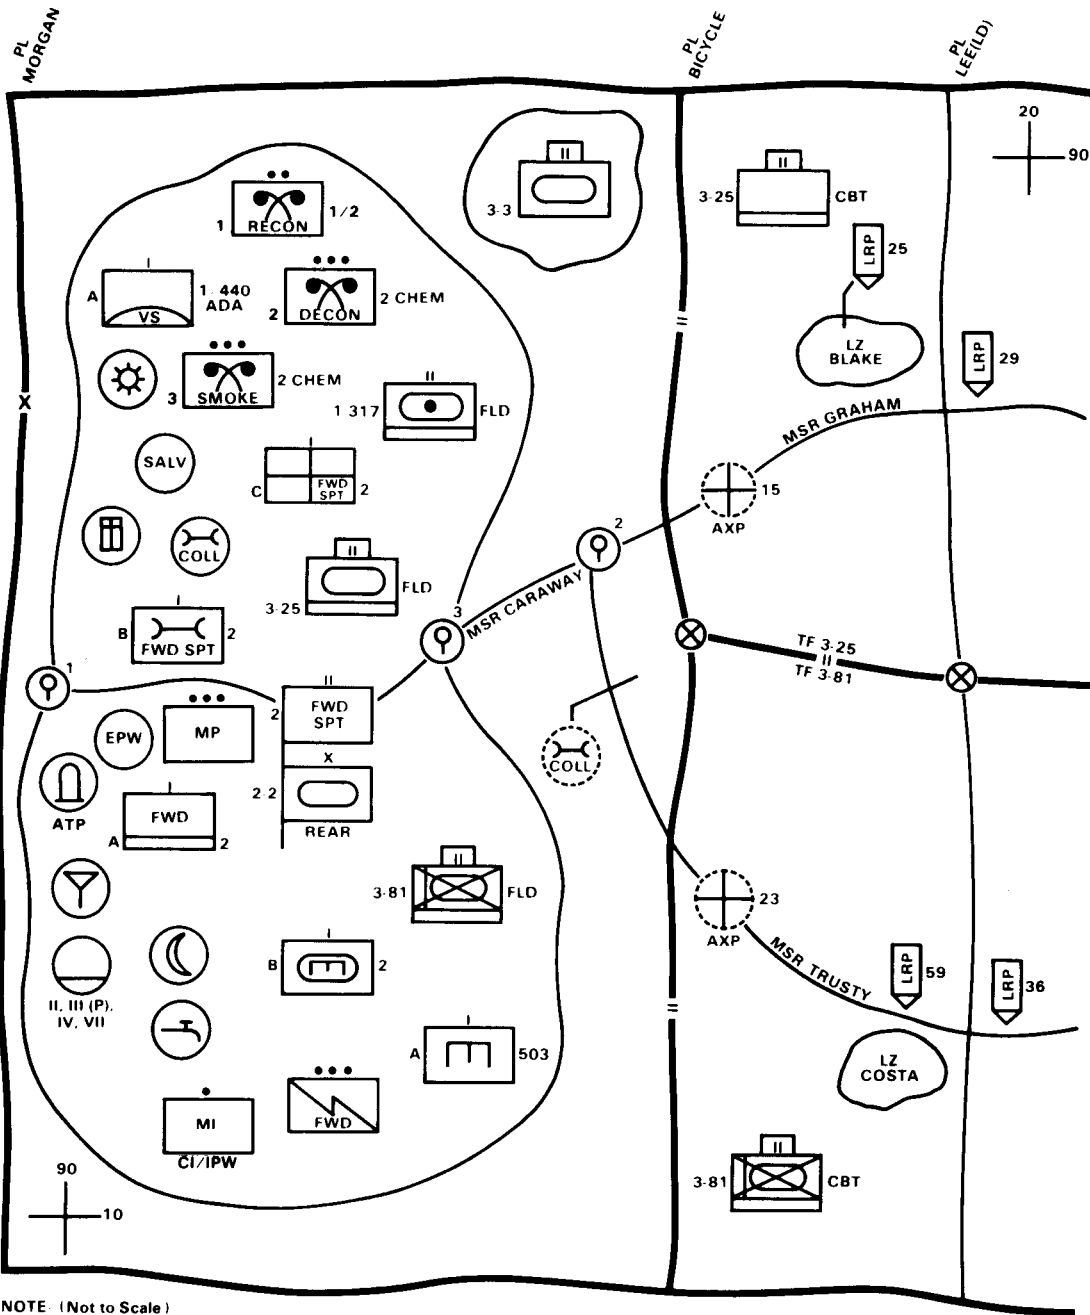 PL
MORGAN
PL
BICYCLE
PL
LEE(LD)
20
90
II
3-3
II
3-25
CBT
1
RECON
1/2
I
A
VS
1 440
ADA
2
DECON
2 CHEM
3
SMOKE
2 CHEM
LRP
25
LZ
BLAKE
LRP
29
X
II
II
1 317
FLD
MSR GRAHAM
SALV
I
C
FWD
SPT
2
15
AXP
COLL
II
3-25
FLD
2
MSR CARAWAY
3
I
B
FWD SPT
2
1
TF 3-25
II
TF 3-81
MP
EPW
II
2
FWD
SPT
X
2-2
REAR
COLL
ATP
I
FWD
A
2
II
3-81
FLD
23
AXP
MSR TRUSTY
I
B
2
LRP
59
LRP
36
II, III (P),
IV, VII
II
I
A
503
LZ
COSTA
FWD
MI
CI/IPW
II
3-81
CBT
90
10
NOTE (Not to Scale)